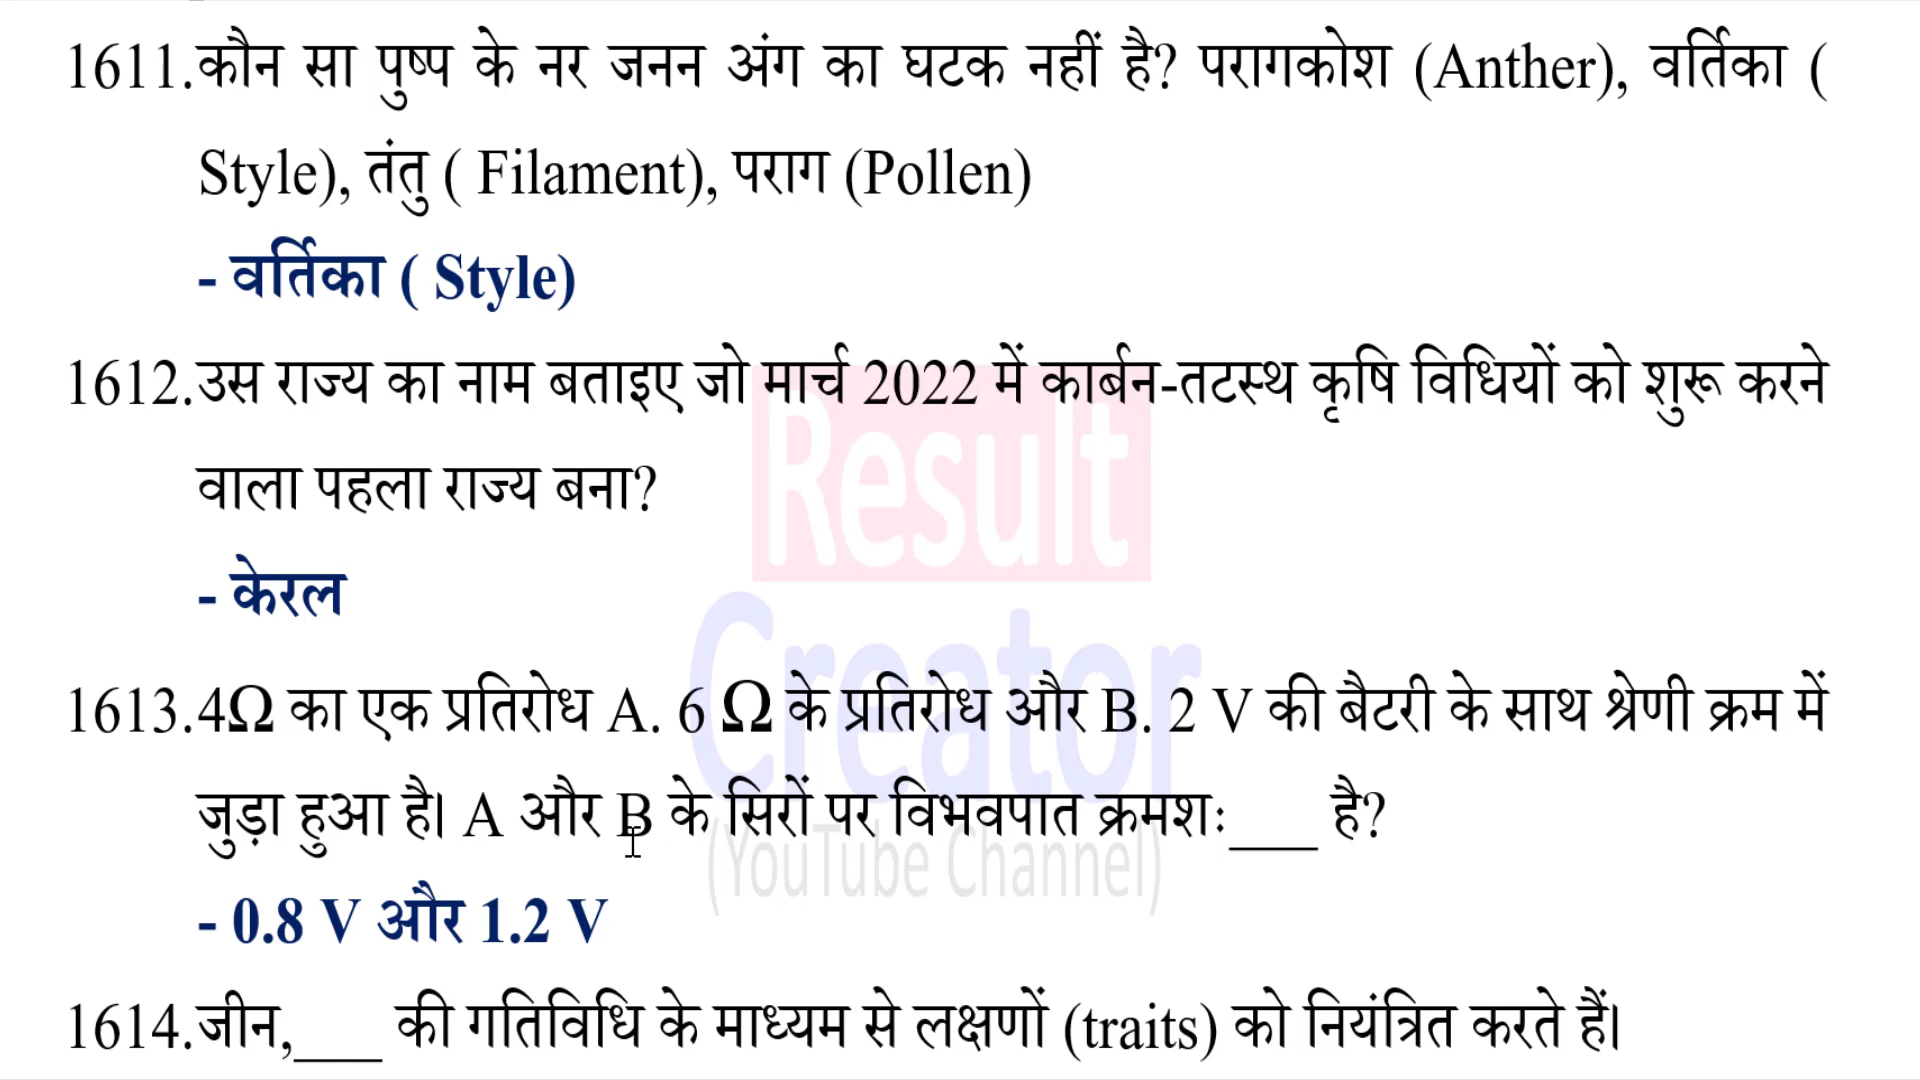 1611.कौन सा पुष्प के नर जनन अंग का घटक नहीं है? परागकोश (Anther), वर्तिका (
Style), तंतु ( Filament), पराग (Pollen)
- वर्तिका ( Style)
1612.उस राज्य का नाम बताइए जो मार्च 2022 में कार्बन-तटस्थ कृषि विधियों को शुरू करने
वाला पहला राज्य बना?
- केरल
1613.4Ω का एक प्रतिरोध A. 6 Ω के प्रतिरोध और B. 2 V की बैटरी के साथ श्रेणी क्रम में
जुड़ा हुआ है। A और B के सिरों पर विभवपात क्रमशः___ है?
- 0.8 V और 1.2 V
1614.जीन,___ की गतिविधि के माध्यम से लक्षणों (traits) को नियंत्रित करते हैं।
Result
Creator
(YouTube Channel)